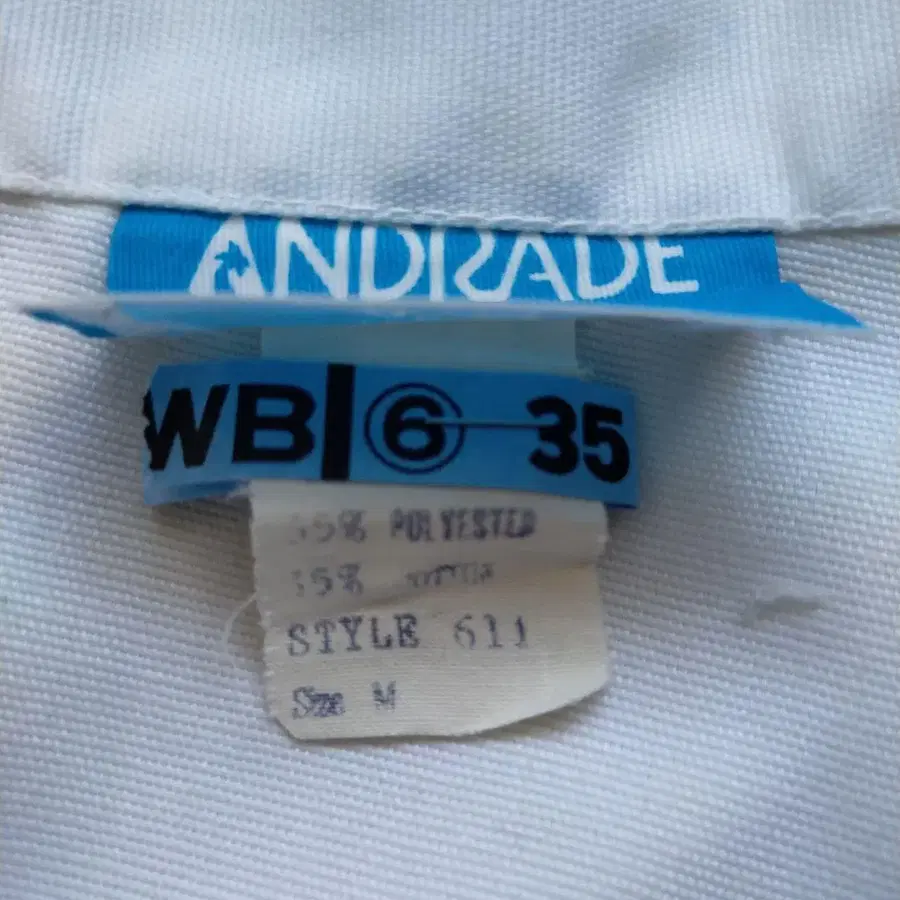 ANDRADE
WB 6 35
POLYESTER
STYLE 611
Size M